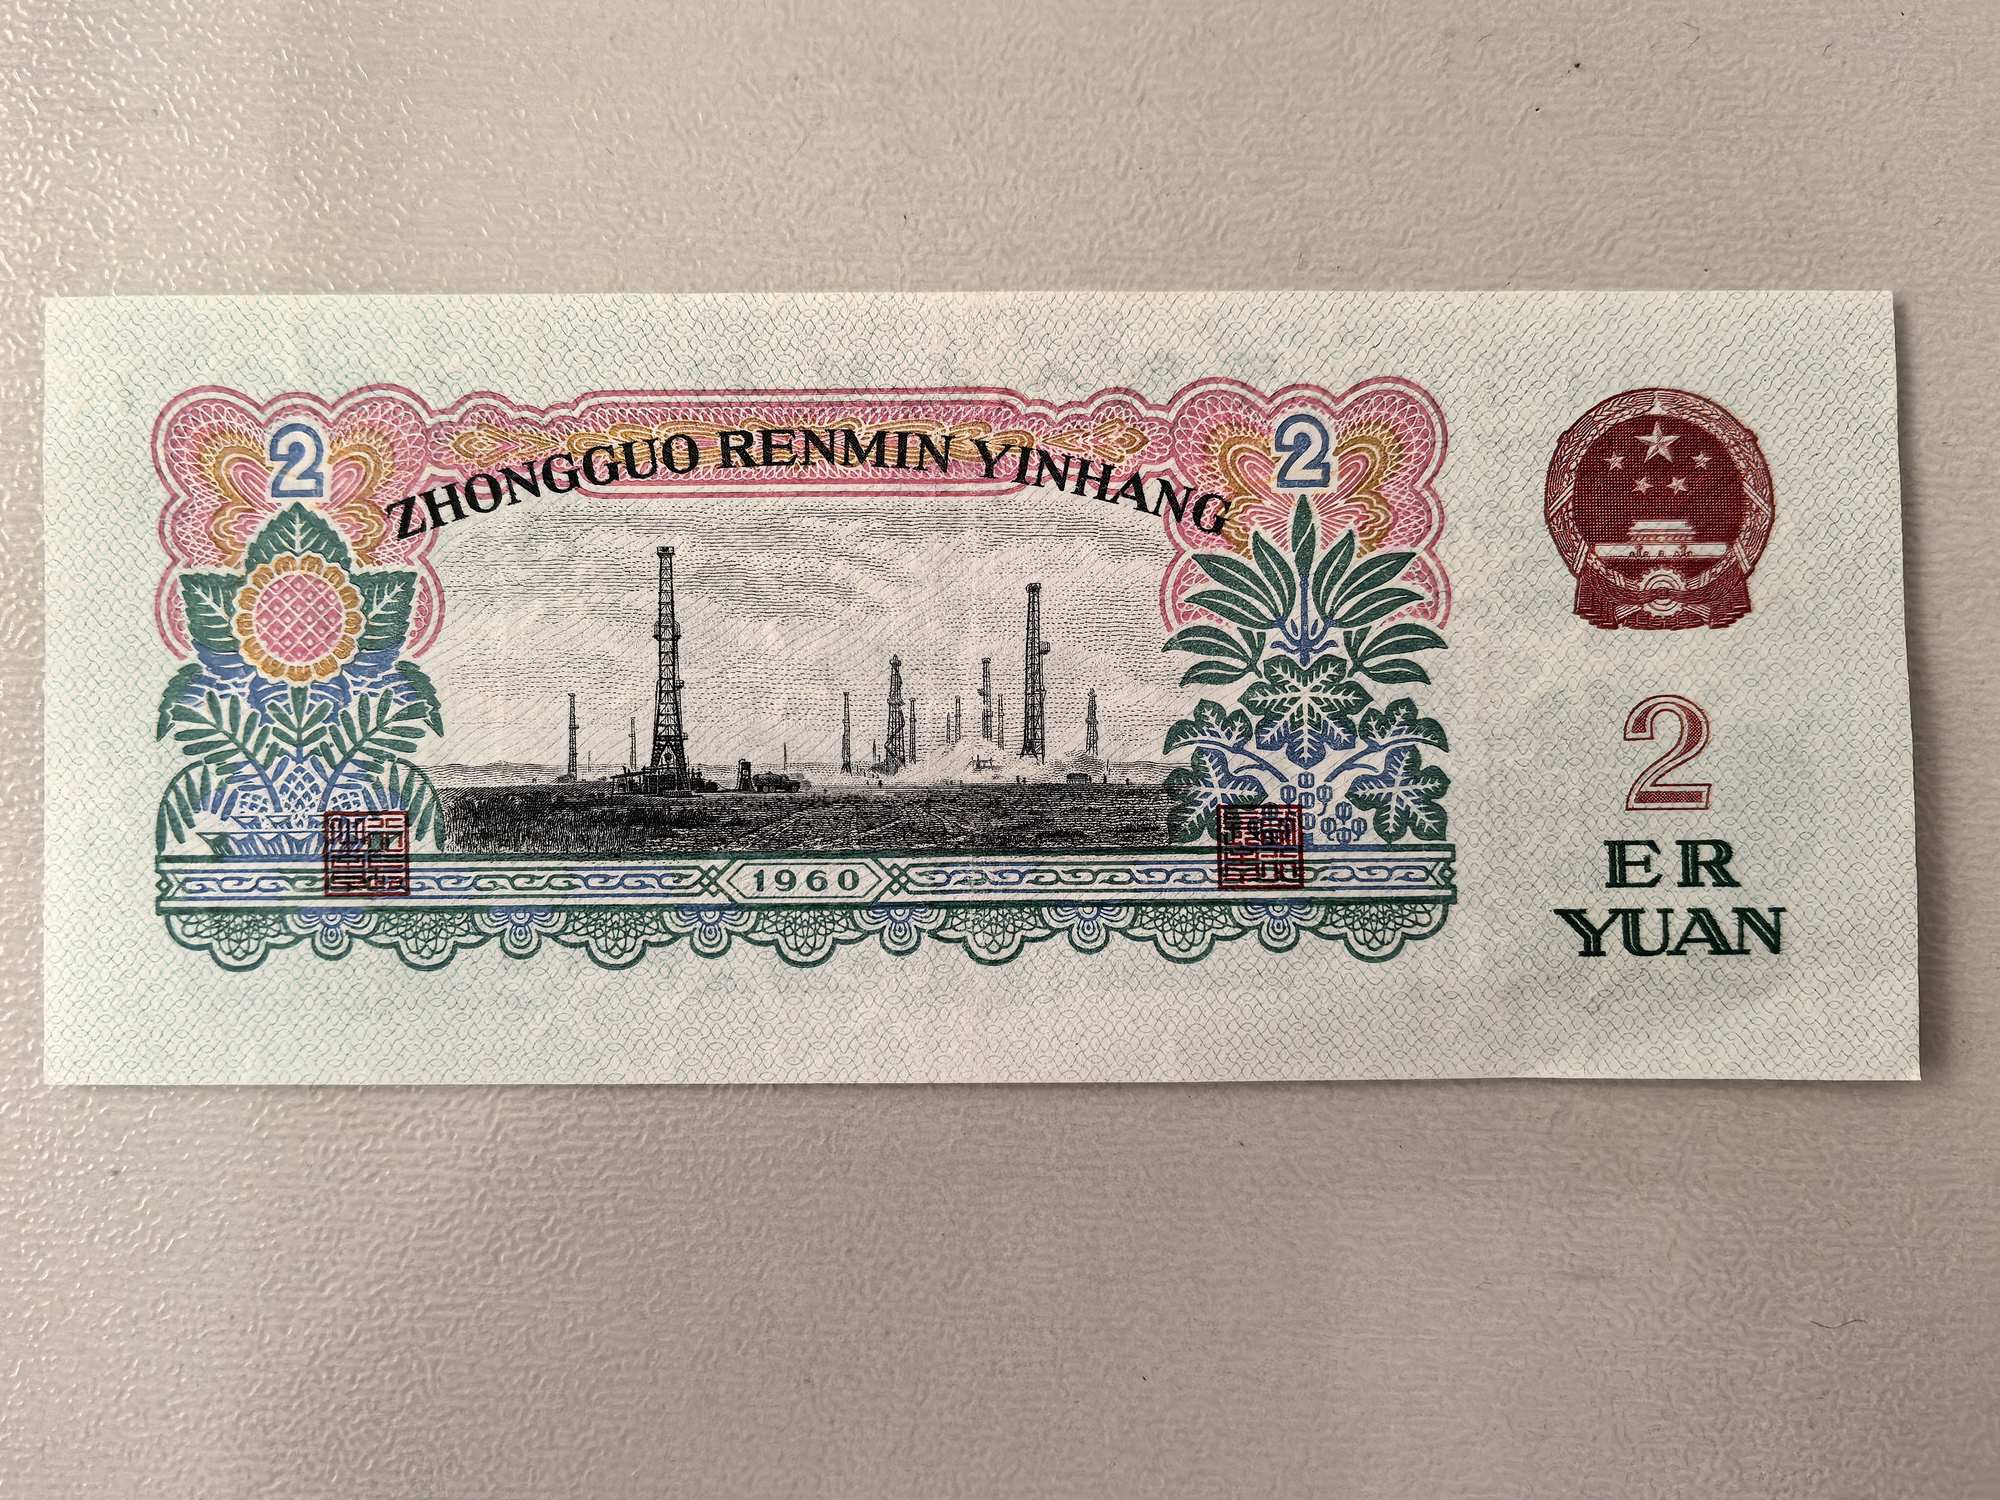 2
2
ZHONGGUO RENMIN YINHANG
1960
2
ER
YUAN